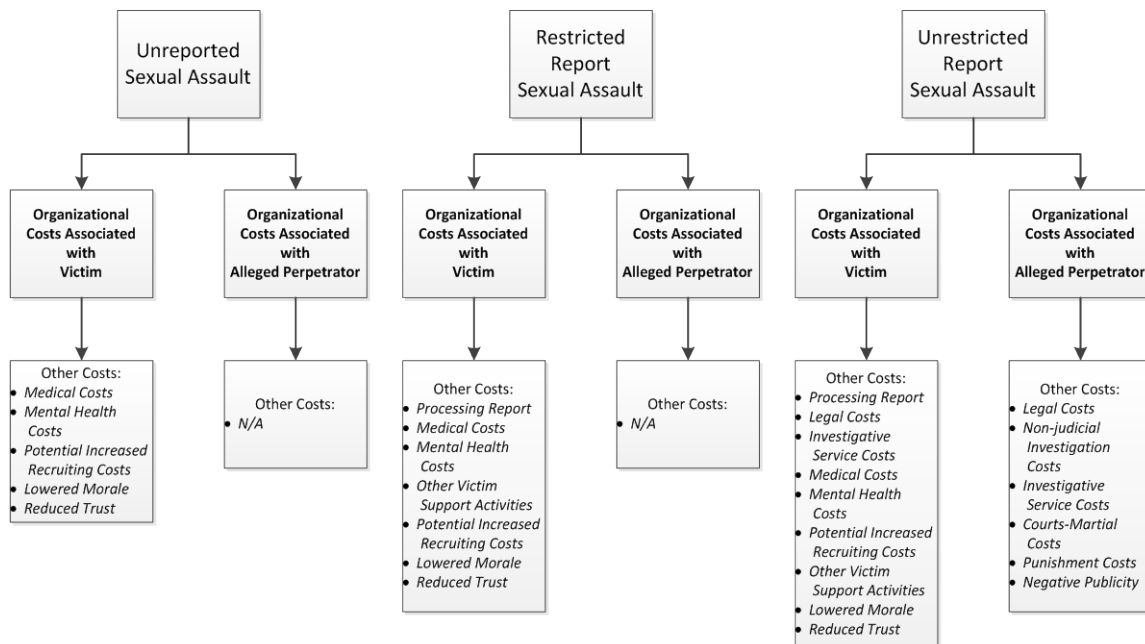 Unreported
Sexual Assault
Restricted
Report
Sexual Assault
Unrestricted
Report
Sexual Assault
Organizational
Costs Associated
with
Victim
Organizational
Costs Associated
with
Alleged Perpetrator
Organizational
Costs Associated
with
Victim
Organizational
Costs Associated
with
Alleged Perpetrator
Organizational
Costs Associated
with
Victim
Organizational
Costs Associated
with
Alleged Perpetrator
Other Costs:
• Medical Costs
• Mental Health
Costs
• Potential Increased
Recruiting Costs
• Lowered Morale
• Reduced Trust
Other Costs:
• N/A
Other Costs:
• Processing Report
• Medical Costs
• Mental Health
Costs
• Other Victim
Support Activities
• Potential Increased
Recruiting Costs
• Lowered Morale
• Reduced Trust
Other Costs:
• N/A
Other Costs:
• Processing Report
• Legal Costs
• Investigative
Service Costs
• Medical Costs
• Mental Health
Costs
• Potential Increased
Recruiting Costs
• Other Victim
Support Activities
• Lowered Morale
• Reduced Trust
Other Costs:
• Legal Costs
• Non-judicial
Investigation
Costs
• Investigative
Service Costs
• Courts-Martial
Costs
• Punishment Costs
• Negative Publicity